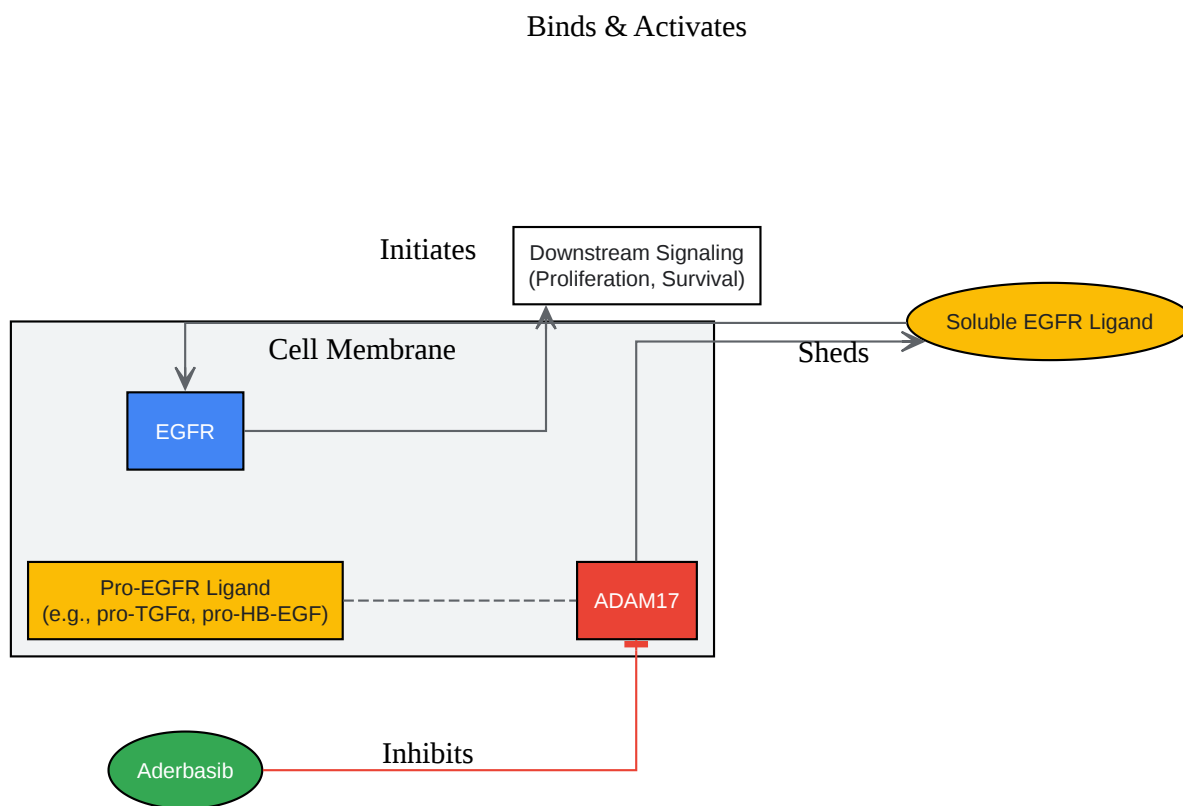 Binds & Activates
Initiates
Downstream Signaling
(Proliferation, Survival)
Soluble EGFR Ligand
Cell Membrane
Sheds
EGFR
Pro-EGFR Ligand
(e.g., pro-TGFα, pro-HB-EGF)
ADAM17
Inhibits
Aderbasib